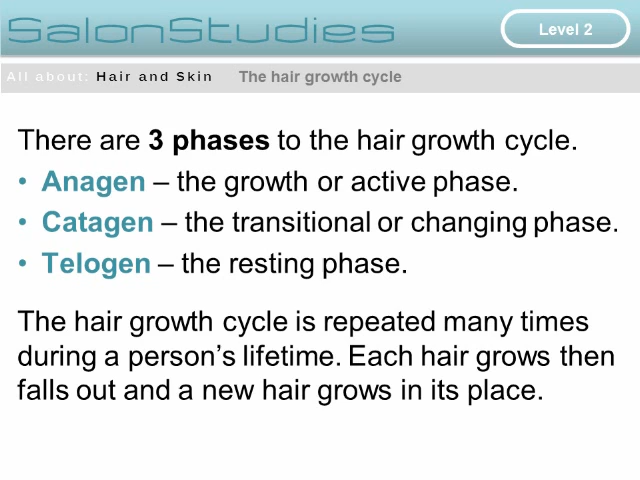 SalonStudies
Level 2
All about: Hair and Skin The hair growth cycle
There are 3 phases to the hair growth cycle.
• Anagen – the growth or active phase.
• Catagen – the transitional or changing phase.
• Telogen – the resting phase.
The hair growth cycle is repeated many times
during a person’s lifetime. Each hair grows then
falls out and a new hair grows in its place.